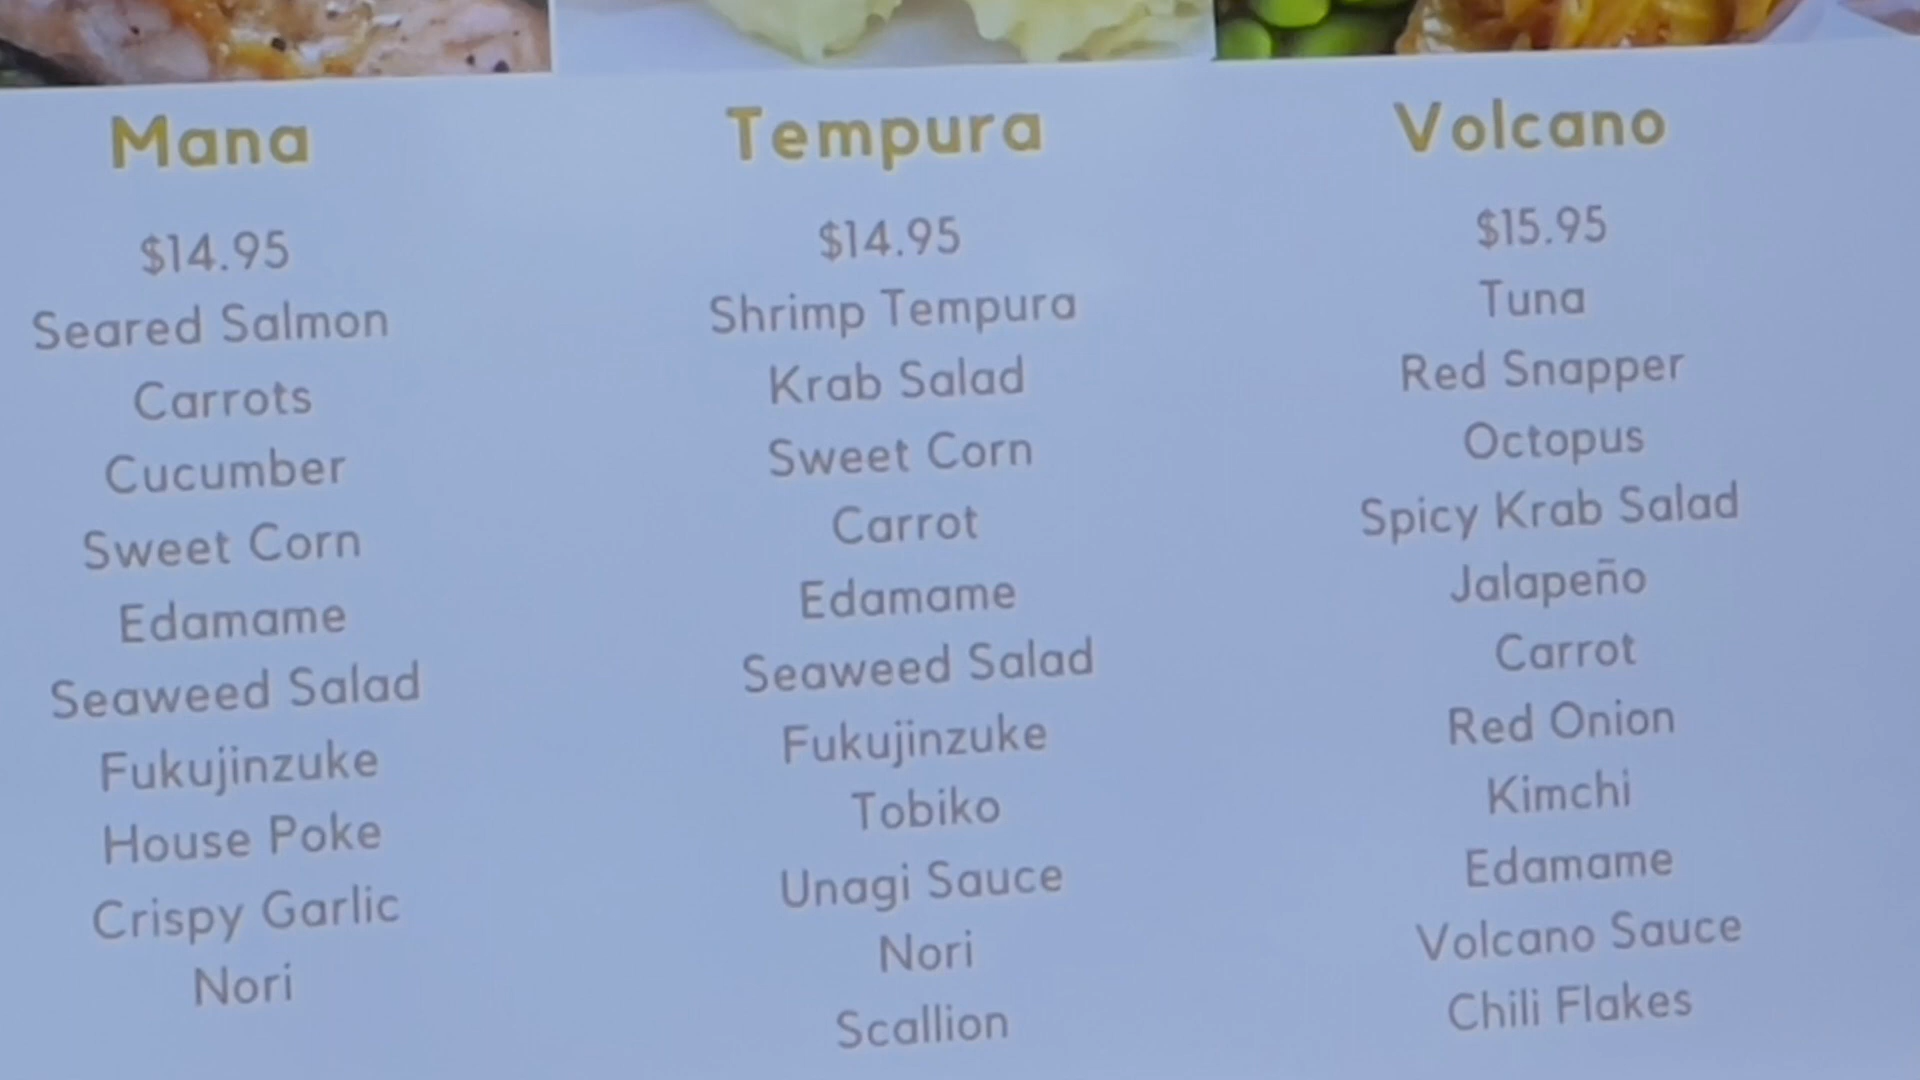 Mana
$14.95
Seared Salmon
Carrots
Cucumber
Sweet Corn
Edamame
Seaweed Salad
Fukujinzuke
House Poke
Crispy Garlic
Nori
Tempura
$14.95
Shrimp Tempura
Krab Salad
Sweet Corn
Carrot
Edamame
Seaweed Salad
Fukujinzuke
Tobiko
Unagi Sauce
Nori
Scallion
Volcano
$15.95
Tuna
Red Snapper
Octopus
Spicy Krab Salad
Jalapeño
Carrot
Red Onion
Kimchi
Edamame
Volcano Sauce
Chili Flakes